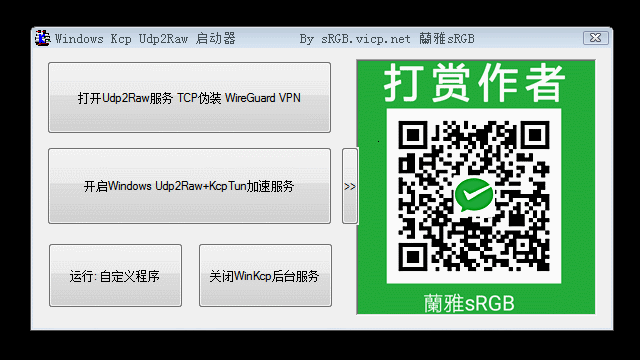 Windows Kcp Udp2Raw 启动器 By sRGB.vicp.net 蘭雅sRGB
打开Udp2Raw服务 TCP伪装 WireGuard VPN
开启Windows Udp2Raw+KcpTun加速服务
>>
运行: 自定义程序
关闭WinKcp后台服务
打赏作者
蘭雅sRGB